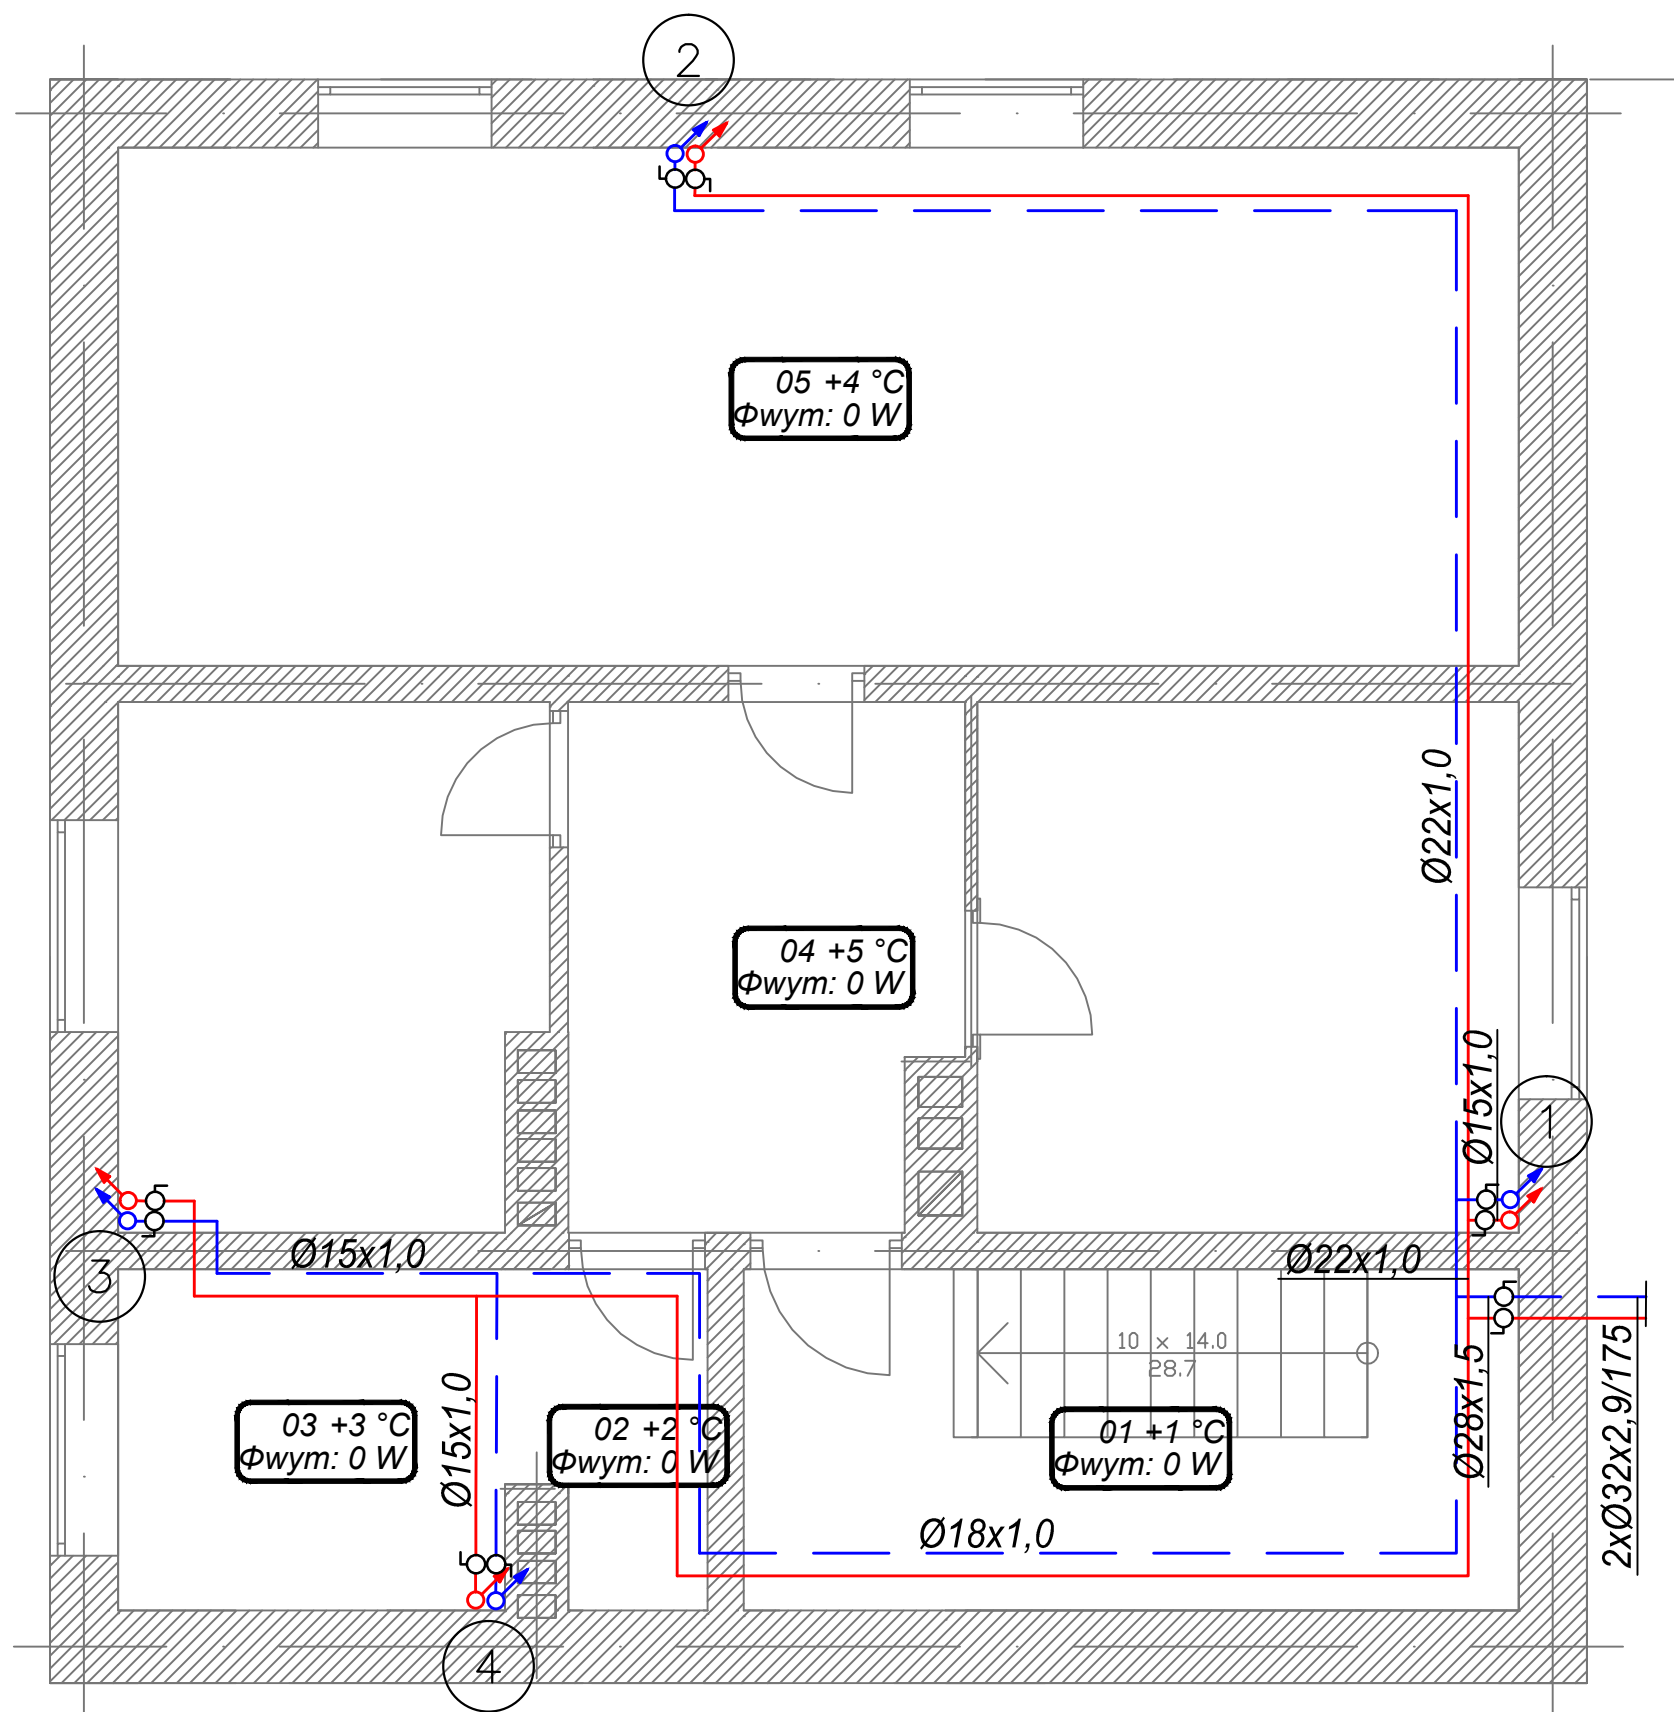 2
05 +4 °C
Φwym: 0 W
Ø22x1,0
04 +5 °C
Φwym: 0 W
Ø15x1,0
1
3
Ø15x1,0
Ø22x1,0
10 x 14.0
28.7
Ø28x1,5
2xØ32x2,9/175
Ø15x1,0
03 +3 °C
Φwym: 0 W
02 +2 °C
Φwym: 0 W
01 +1 °C
Φwym: 0 W
Ø18x1,0
4